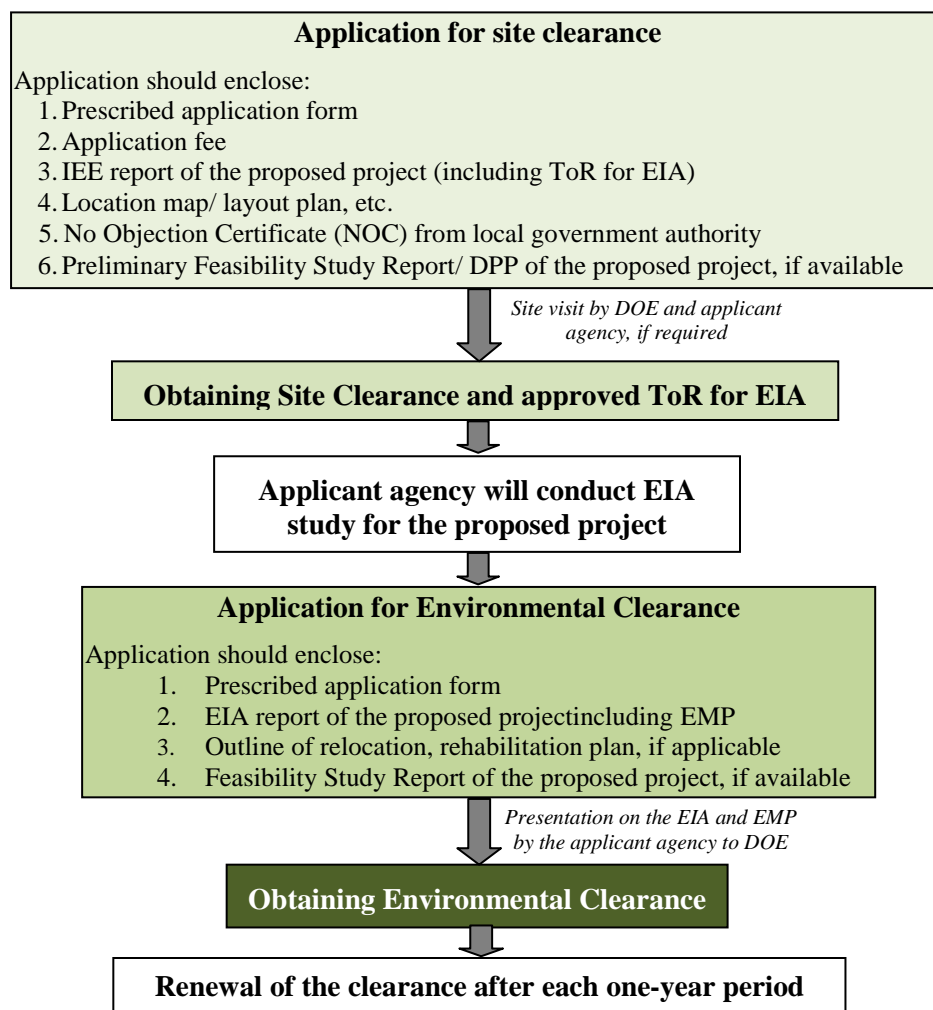 Application for site clearance
Application should enclose:
1. Prescribed application form
2. Application fee
3. IEE report of the proposed project (including ToR for EIA)
4. Location map/ layout plan, etc.
5. No Objection Certificate (NOC) from local government authority
6. Preliminary Feasibility Study Report/ DPP of the proposed project, if available
Site visit by DOE and applicant
agency, if required
Obtaining Site Clearance and approved ToR for EIA
Applicant agency will conduct EIA
study for the proposed project
Application for Environmental Clearance
Application should enclose:
1. Prescribed application form
2. EIA report of the proposed projectincluding EMP
3. Outline of relocation, rehabilitation plan, if applicable
4. Feasibility Study Report of the proposed project, if available
Presentation on the EIA and EMP
by the applicant agency to DOE
Obtaining Environmental Clearance
Renewal of the clearance after each one-year period